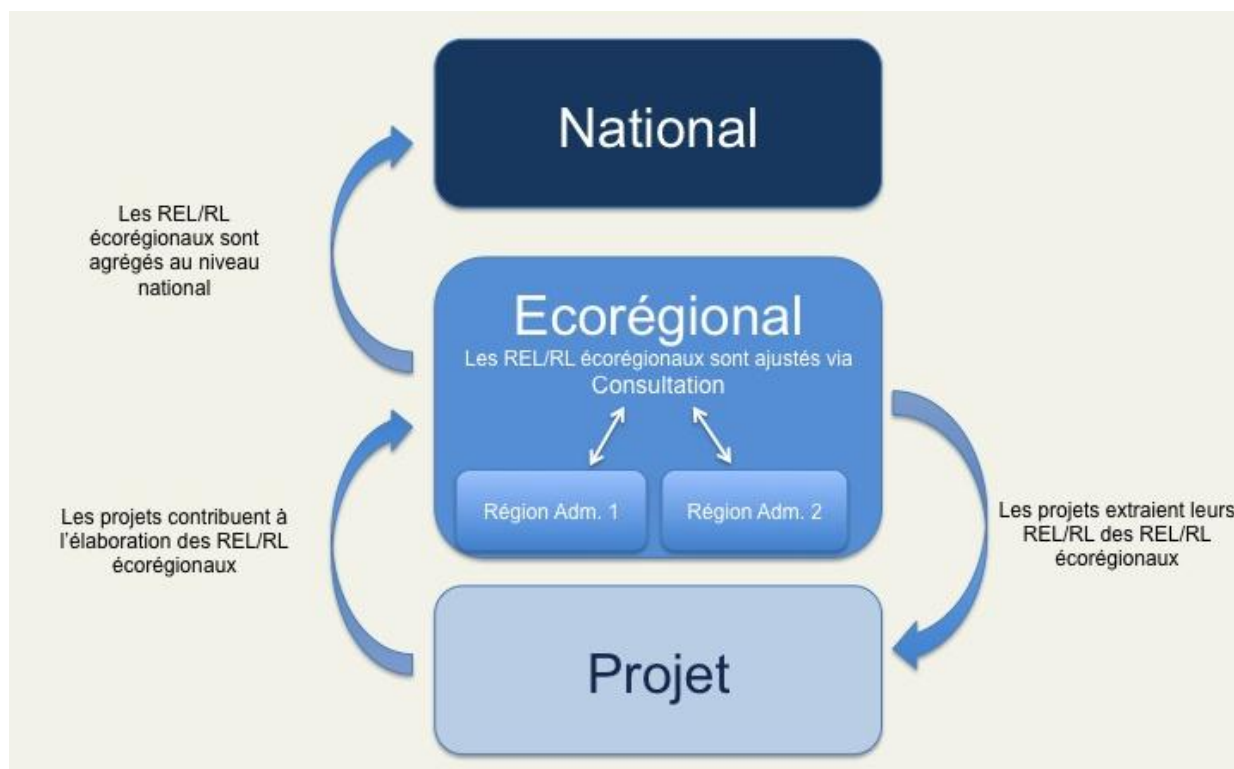 National
Les REL/RL
écorégionaux sont
agrégés au niveau
national
Ecorégional
Les REL/RL écorégionaux sont ajustés via
Consultation
Région Adm. 1
Région Adm. 2
Les projets contribuent à
l’élaboration des REL/RL
écorégionaux
Les projets extraient leurs
REL/RL des REL/RL
écorégionaux
Projet